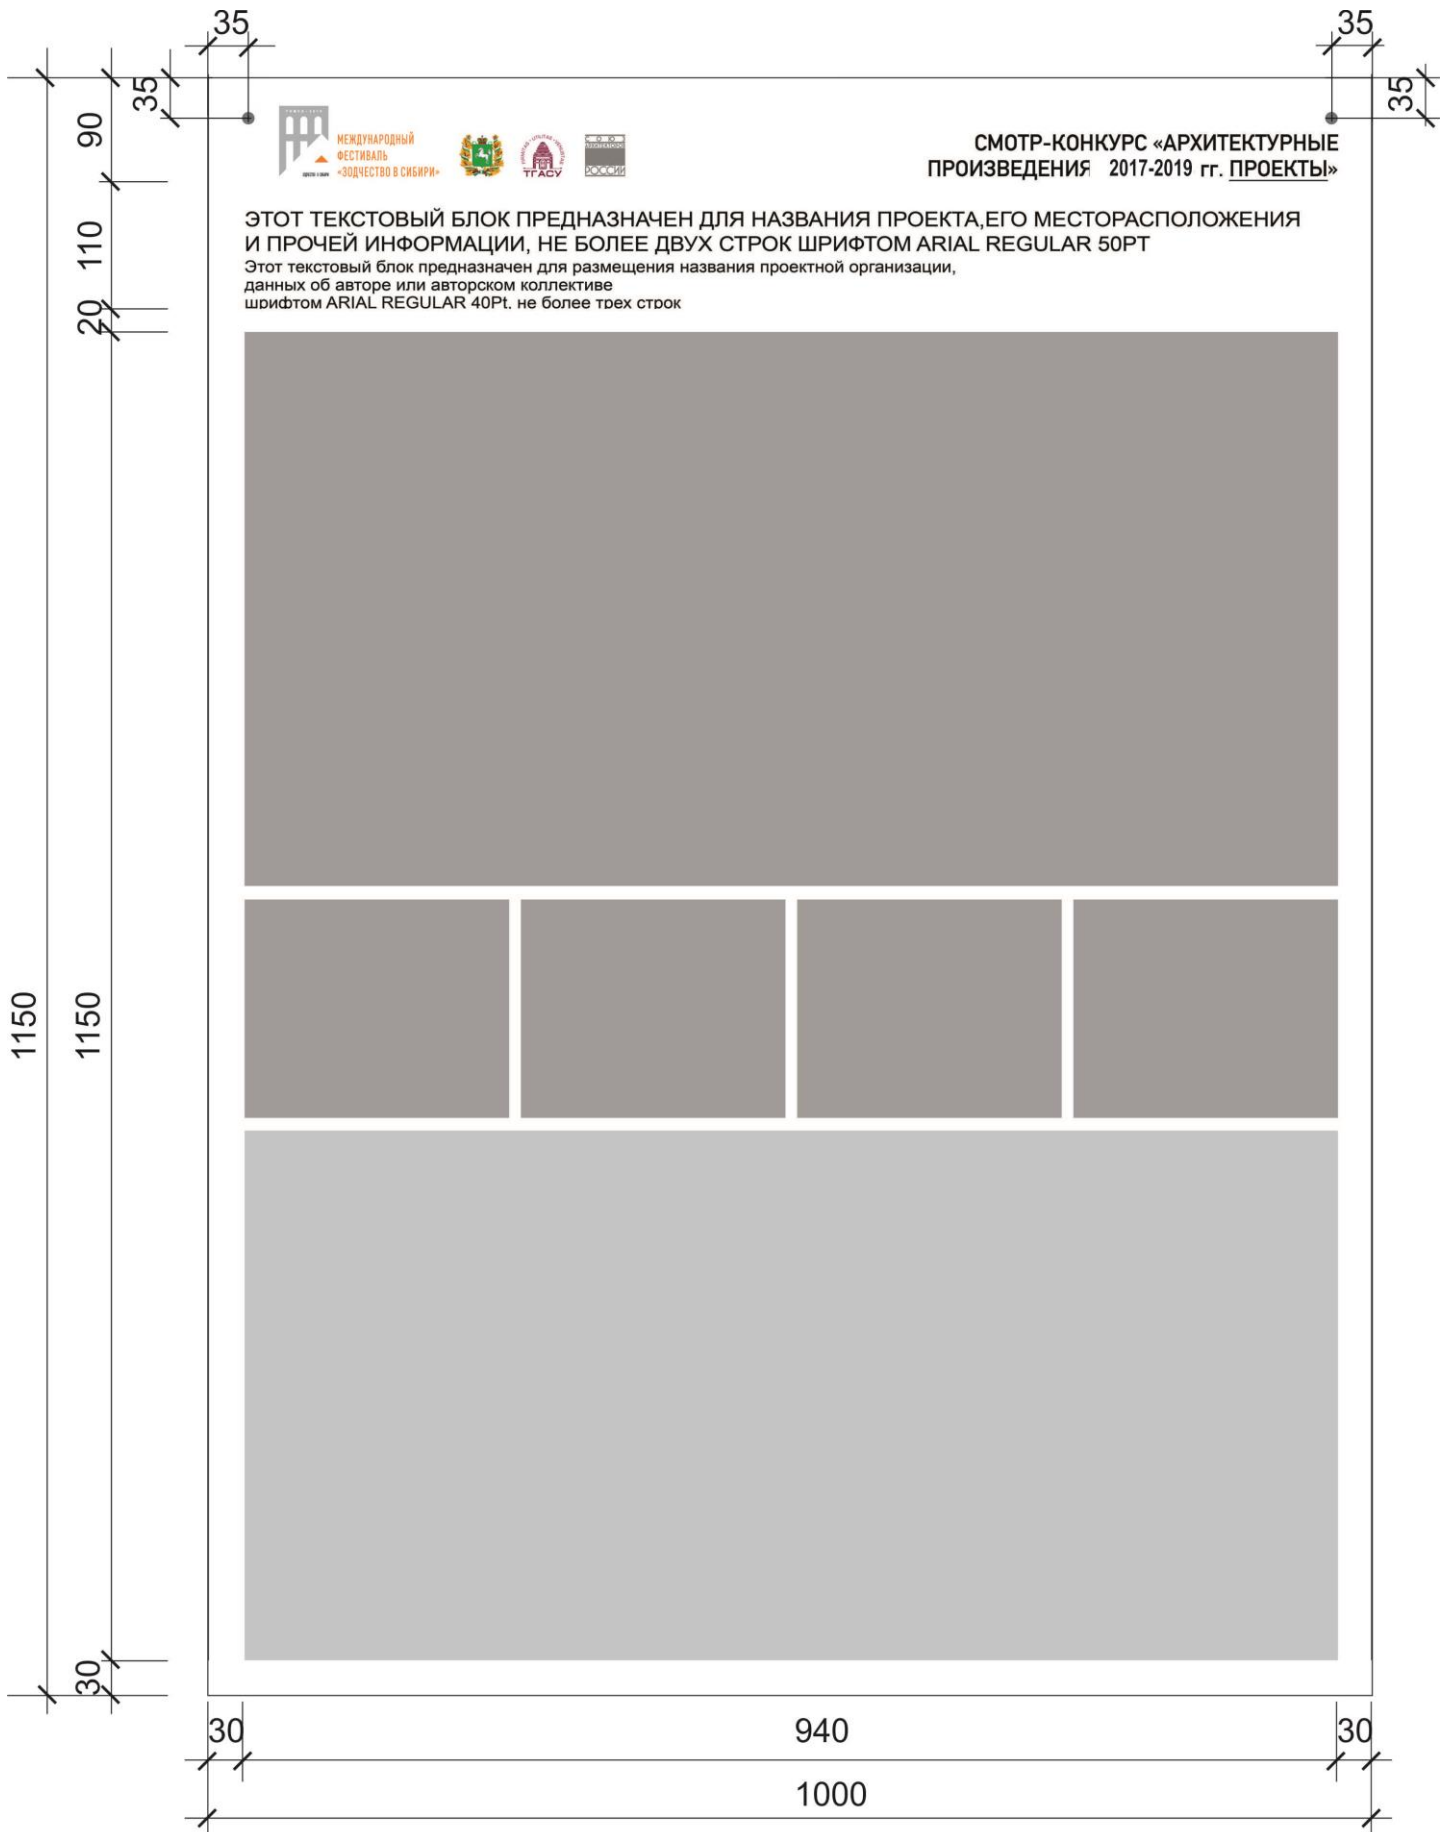 35
35
35
35
90
110
20
1150
1150
30
МЕЖДУНАРОДНЫЙ
ФЕСТИВАЛЬ
«ЗОДЧЕСТВО В СИБИРИ»
ТГАСУ
РОССИИ
СМОТР-КОНКУРС «АРХИТЕКТУРНЫЕ
ПРОИЗВЕДЕНИЯ 2017-2019 гг. ПРОЕКТЫ»
ЭТОТ ТЕКСТОВЫЙ БЛОК ПРЕДНАЗНАЧЕН ДЛЯ НАЗВАНИЯ ПРОЕКТА,ЕГО МЕСТОРАСПОЛОЖЕНИЯ
И ПРОЧЕЙ ИНФОРМАЦИИ, НЕ БОЛЕЕ ДВУХ СТРОК ШРИФТОМ ARIAL REGULAR 50PT
Этот текстовый блок предназначен для размещения названия проектной организации,
данных об авторе или авторском коллективе
шрифтом ARIAL REGULAR 40Pt. не более трех строк
30
940
30
1000